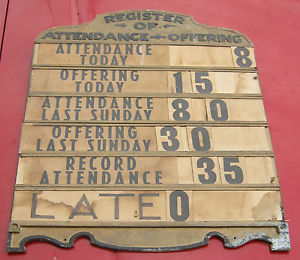 REGISTER
OF
ATTENDANCE OFFERING
ATTENDANCE TODAY 8
OFFERING TODAY 15
ATTENDANCE LAST SUNDAY 80
OFFERING LAST SUNDAY 30
RECORD ATTENDANCE 35
LATE 0